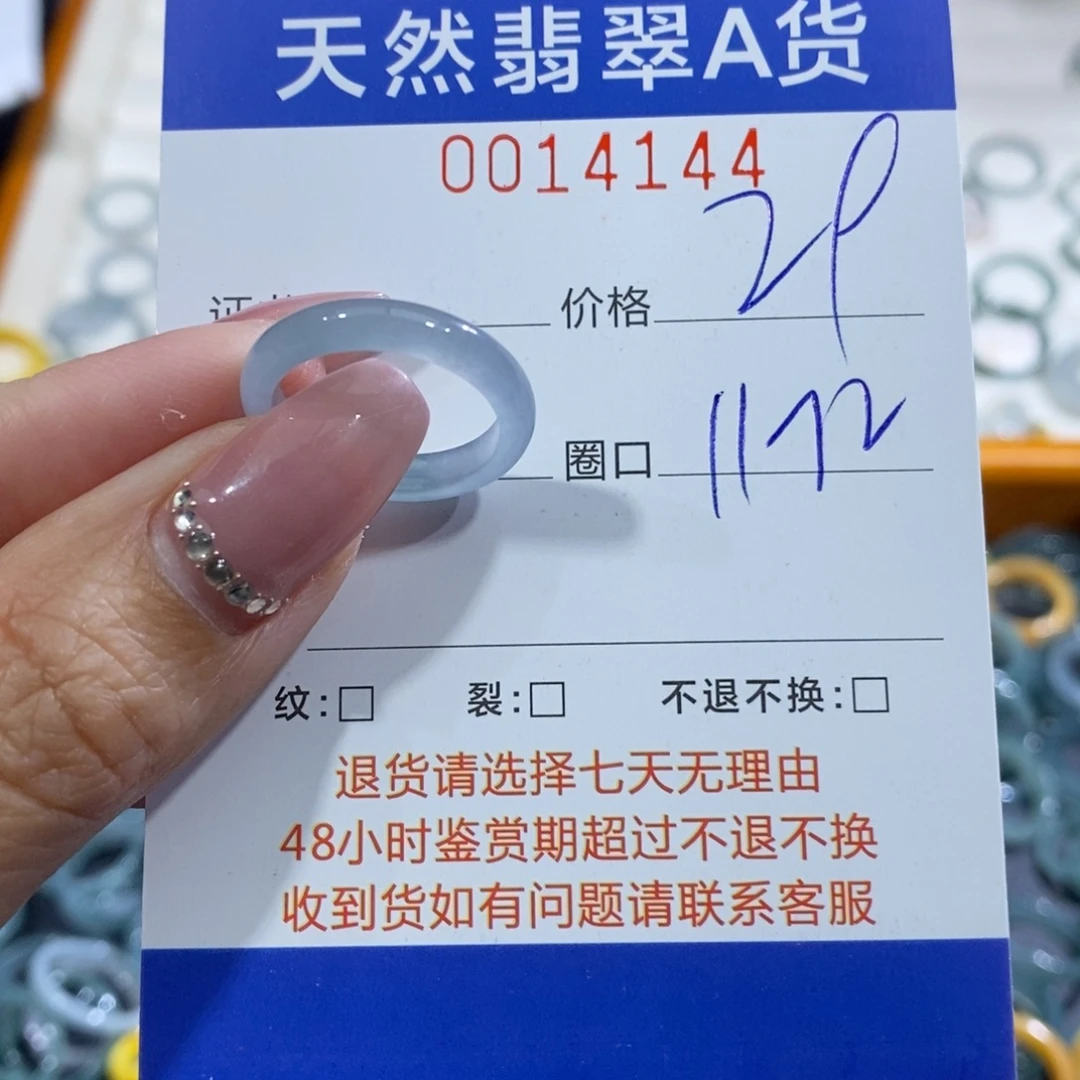 天然翡翠A货
0014144
证
价格 29
圈口
纹:□ 裂:□ 不退不换:□
退货请选择七天无理由
48小时鉴赏期超过不退不换
收到货如有问题请联系客服